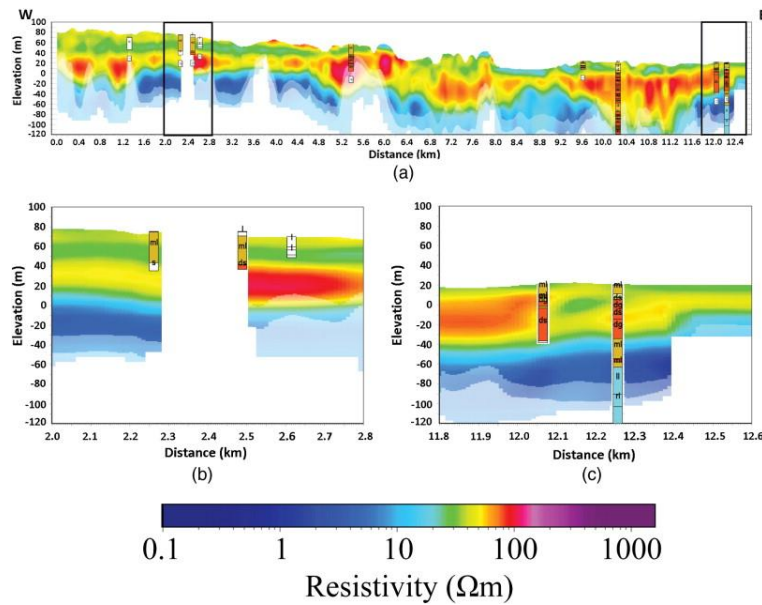 W E
Elevation (m)
100
80
60
40
20
0
-20
-40
-60
-80
-100
-120
0.0 0.4 0.8 1.2 1.6 2.0 2.4 2.8 3.2 3.6 4.0 4.4 4.8 5.2 5.6 6.0 6.4 6.8 7.2 7.6 8.0 8.4 8.8 9.2 9.6 10.0 10.4 10.8 11.2 11.6 12.0 12.4
Distance (km)
(a)
Elevation (m)
100
80
60
40
20
0
-20
-40
-60
-80
-100
-120
ml
s
l
ml
ds
l
l
2.0 2.1 2.2 2.3 2.4 2.5 2.6 2.7 2.8
Distance (km)
(b)
Elevation (m)
100
80
60
40
20
0
-20
-40
-60
-80
-100
-120
ml
ds
ml
ds
dg
ds
dg
ml
ml
ll
rl
11.8 11.9 12.0 12.1 12.2 12.3 12.4 12.5 12.6
Distance (km)
(c)
0.1 1 10 100 1000
Resistivity (Ωm)